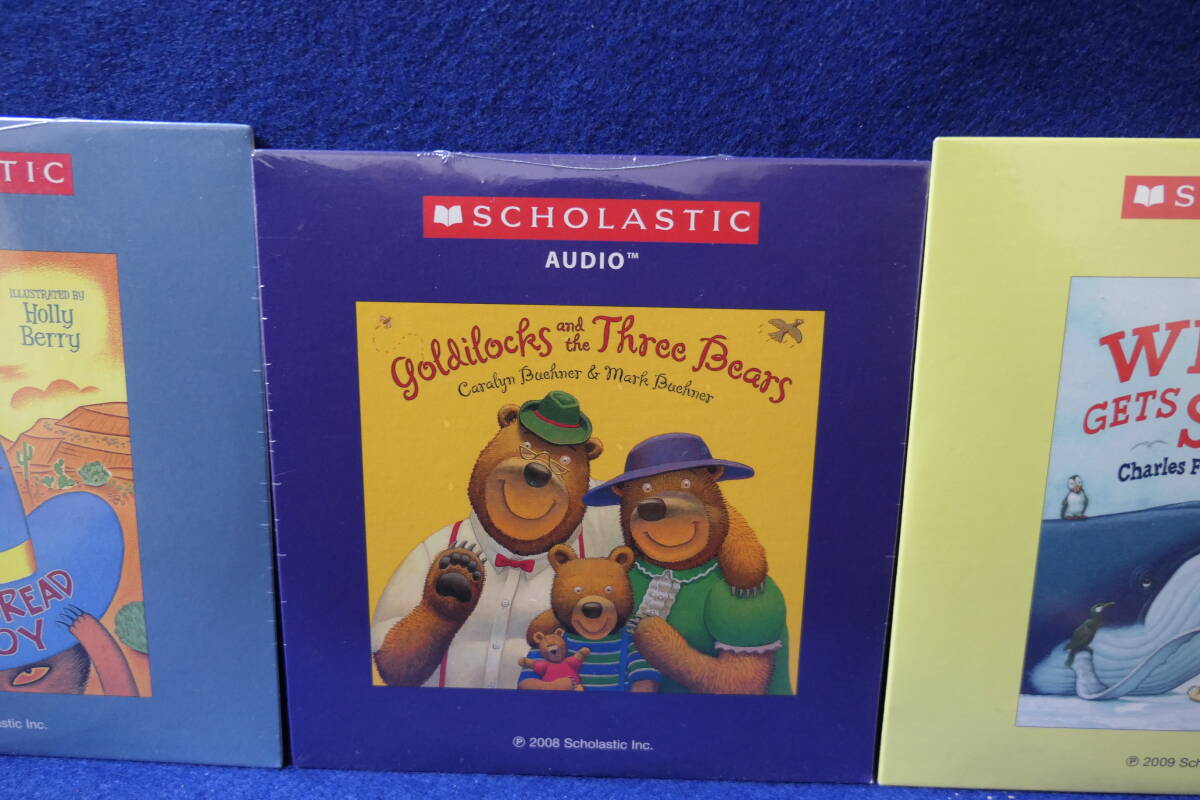 TIC
ILLUSTRATED BY
Holly
Berry
READ
OY
stic Inc.
SCHOLASTIC
AUDIO™
Goldilocks and the Three Bears
Caralyn Buehner & Mark Buehner
℗ 2008 Scholastic Inc.
S
W
GETS
S
Charles F
℗ 2009 Sch